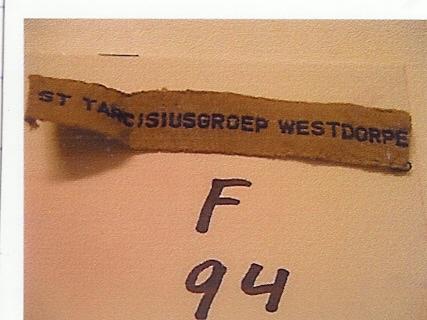 ST TARCISIUSGROEP WESTDORPE
F
94